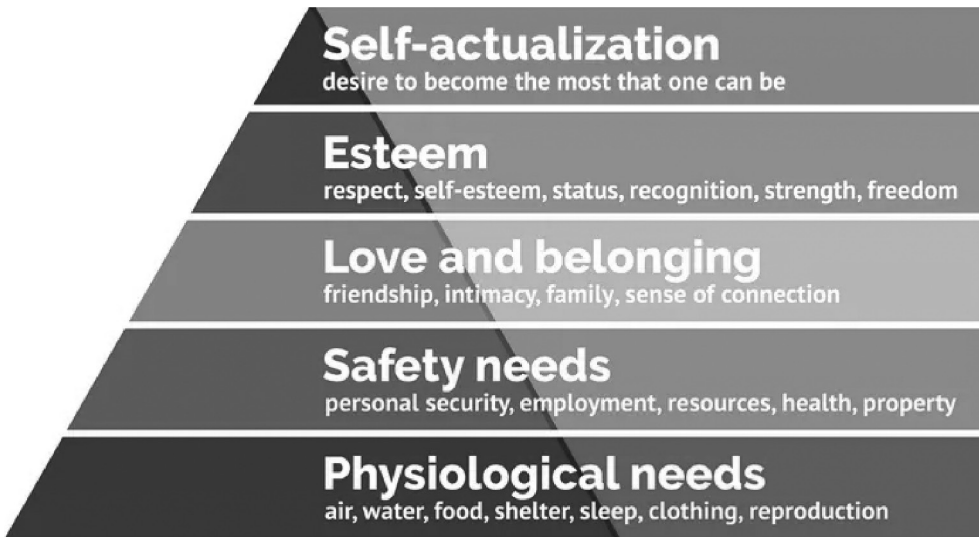 Self-actualization
desire to become the most that one can be
Esteem
respect, self-esteem, status, recognition, strength, freedom
Love and belonging
friendship, intimacy, family, sense of connection
Safety needs
personal security, employment, resources, health, property
Physiological needs
air, water, food, shelter, sleep, clothing, reproduction